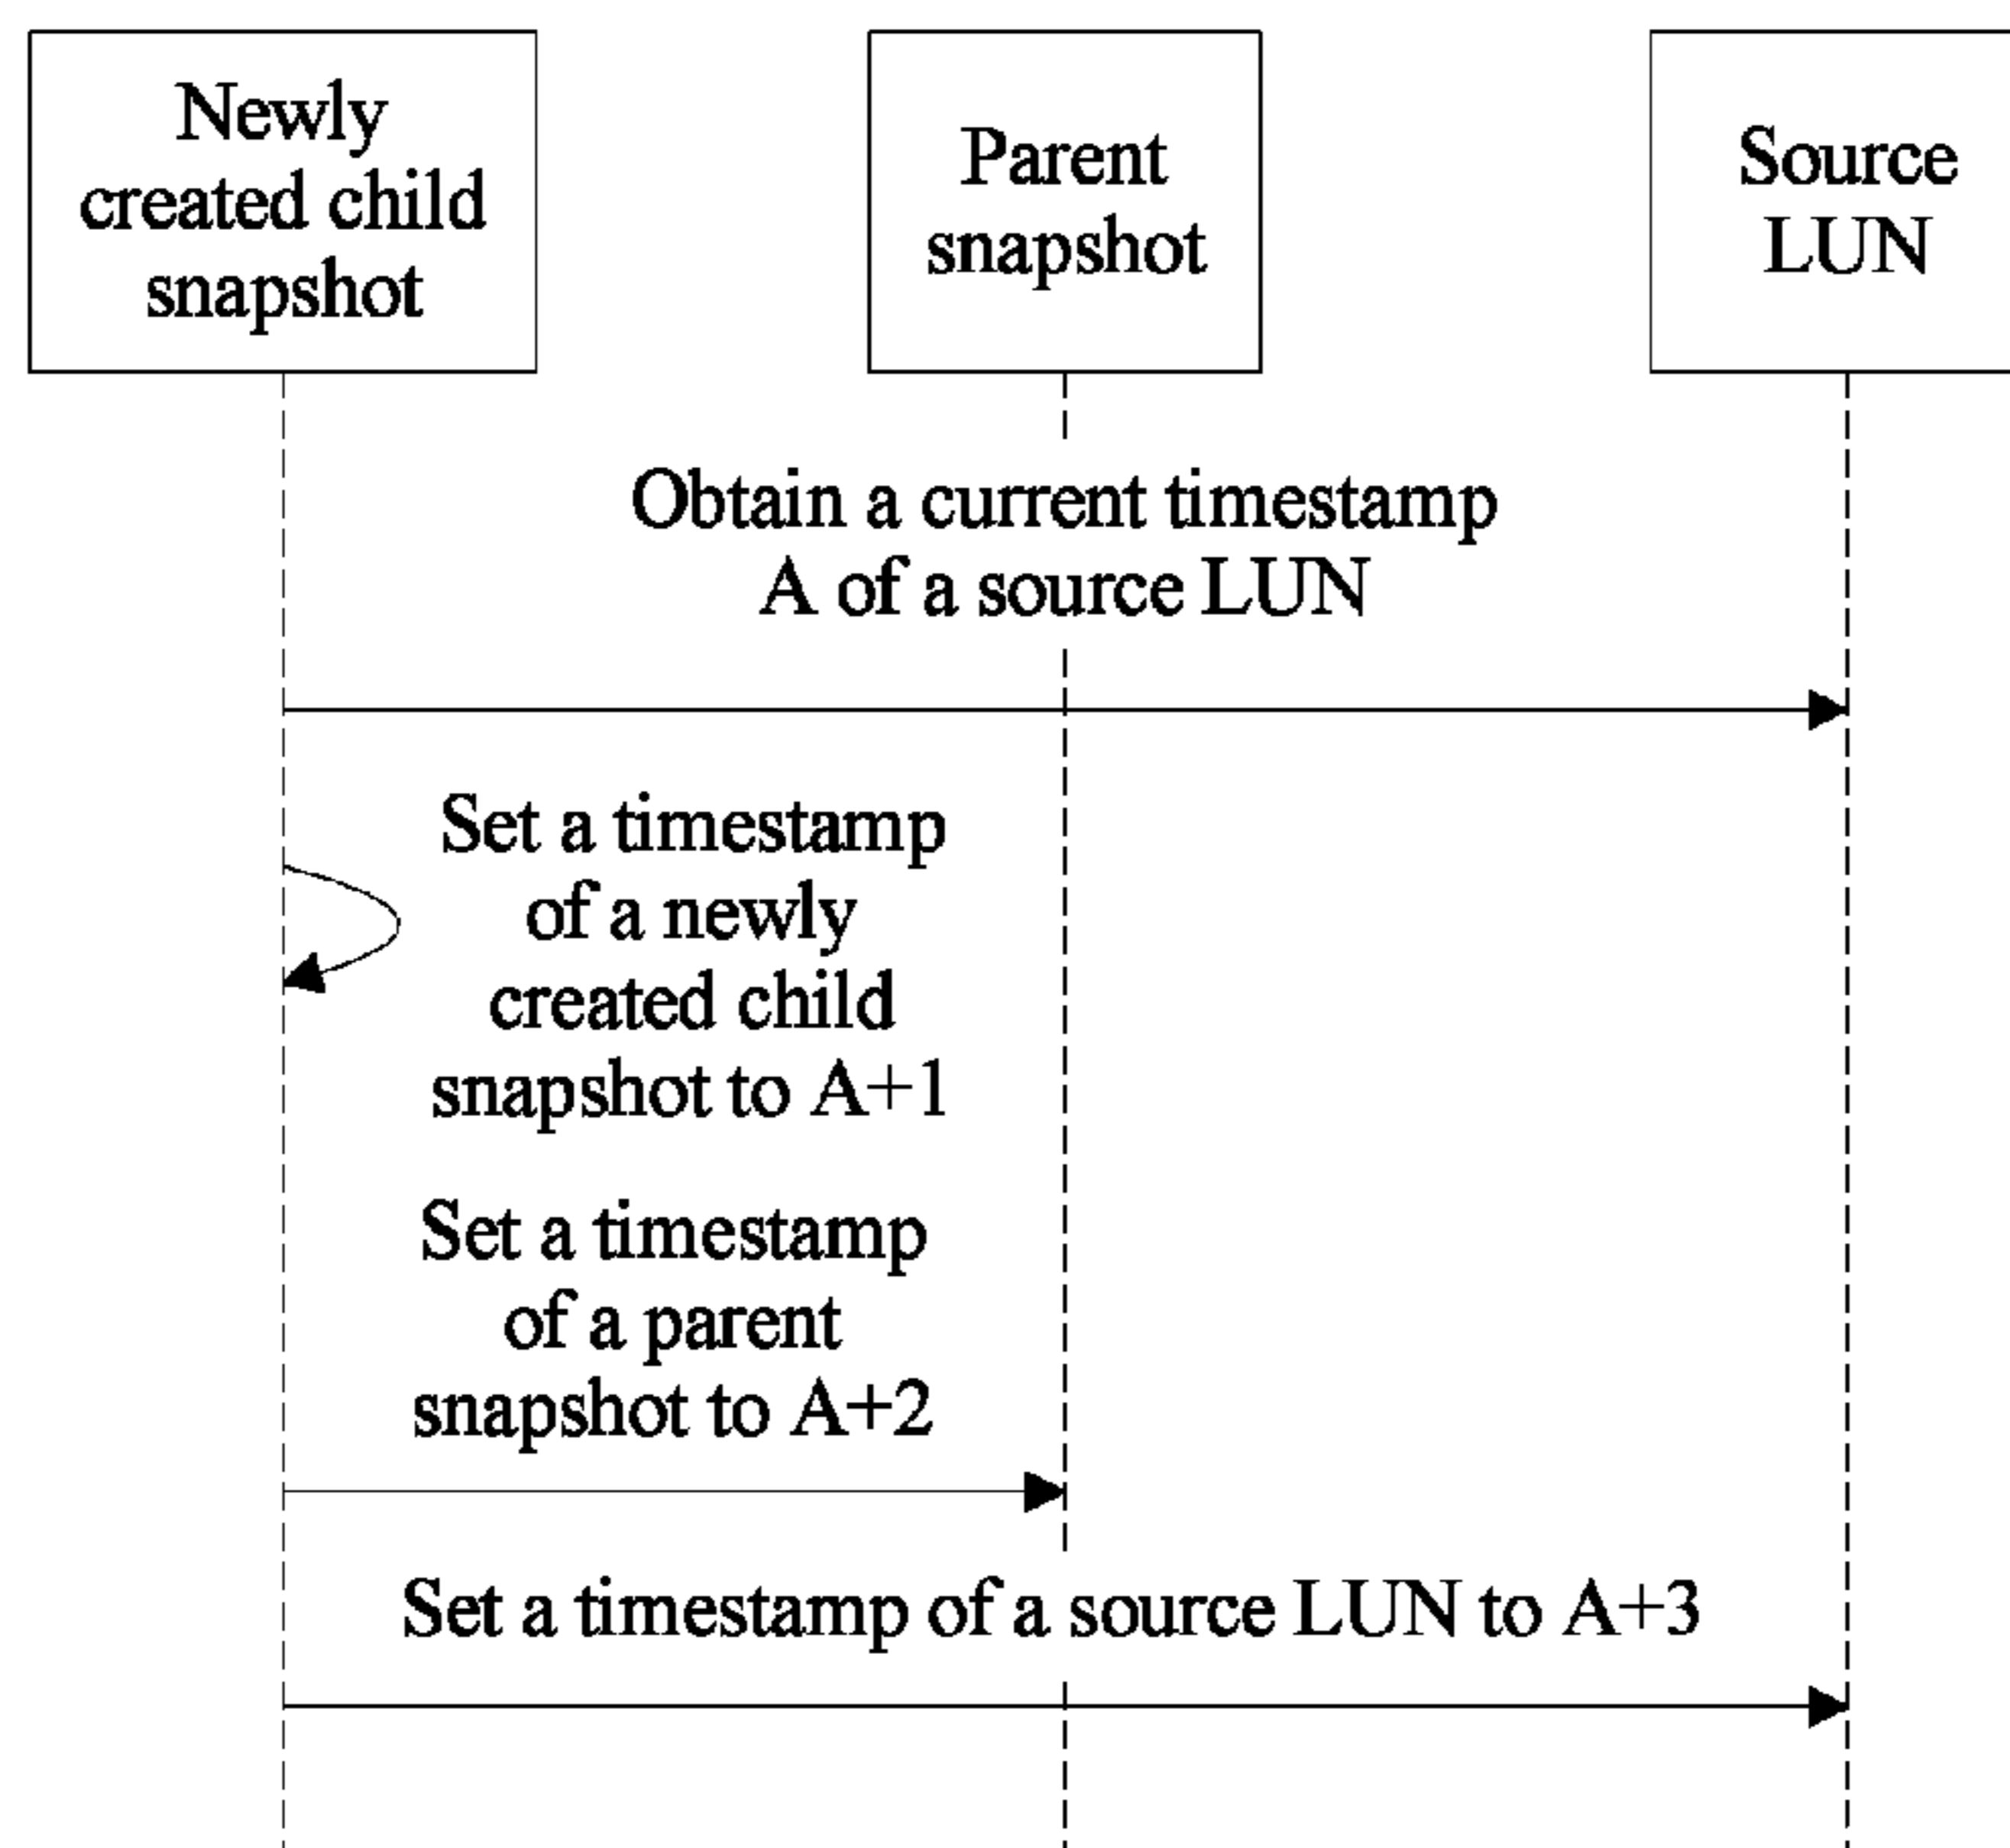 Newly
created child
snapshot
Parent
snapshot
Source
LUN
Obtain a current timestamp
A of a source LUN
Set a timestamp
of a newly
created child
snapshot to A+1
Set a timestamp
of a parent
snapshot to A+2
Set a timestamp of a source LUN to A+3